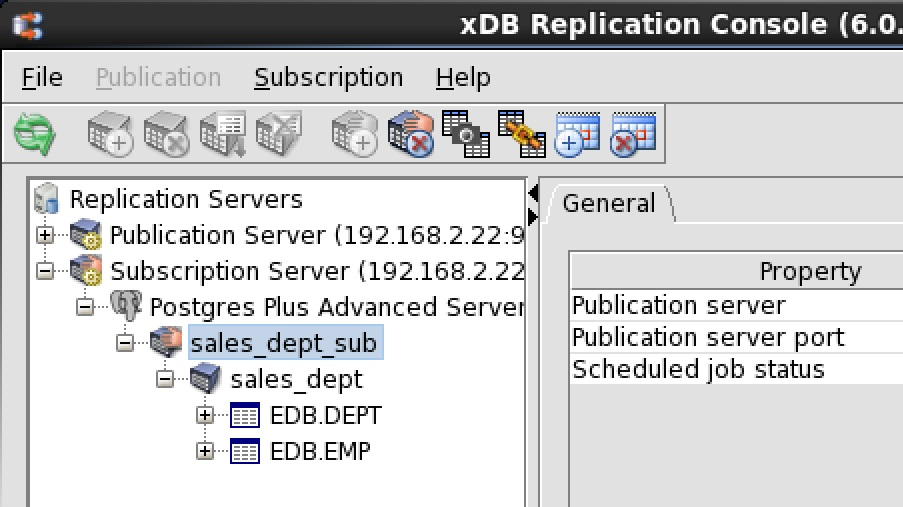 xDB Replication Console (6.0.
File Publication Subscription Help
Replication Servers
Publication Server (192.168.2.22:9
Subscription Server (192.168.2.22
Postgres Plus Advanced Server
sales_dept_sub
sales_dept
EDB.DEPT
EDB.EMP
General
Property
Publication server
Publication server port
Scheduled job status